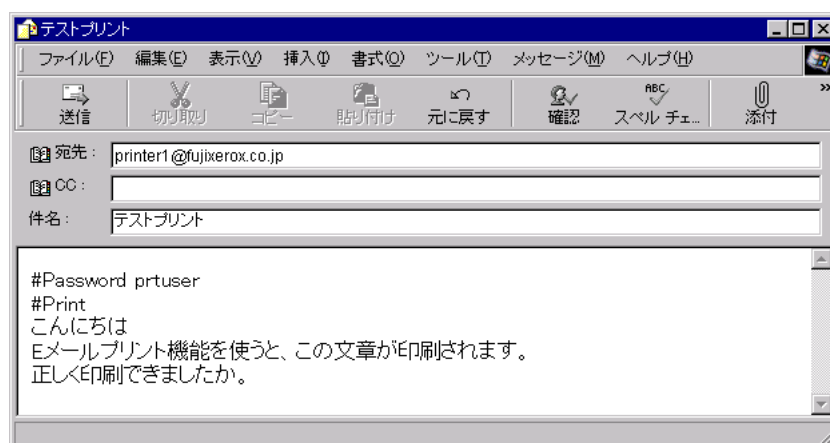 テストプリント
ファイル(F) 編集(E) 表示(V) 挿入(I) 書式(O) ツール(T) メッセージ(M) ヘルプ(H)
送信 切り取り コピー 貼り付け 元に戻す 確認 ABC スペル チェ... 添付 »
宛先: printer1@fujixerox.co.jp
CC:
件名: テストプリント
#Password prtuser
#Print
こんにちは
Eメールプリント機能を使うと、この文章が印刷されます。
正しく印刷できましたか。